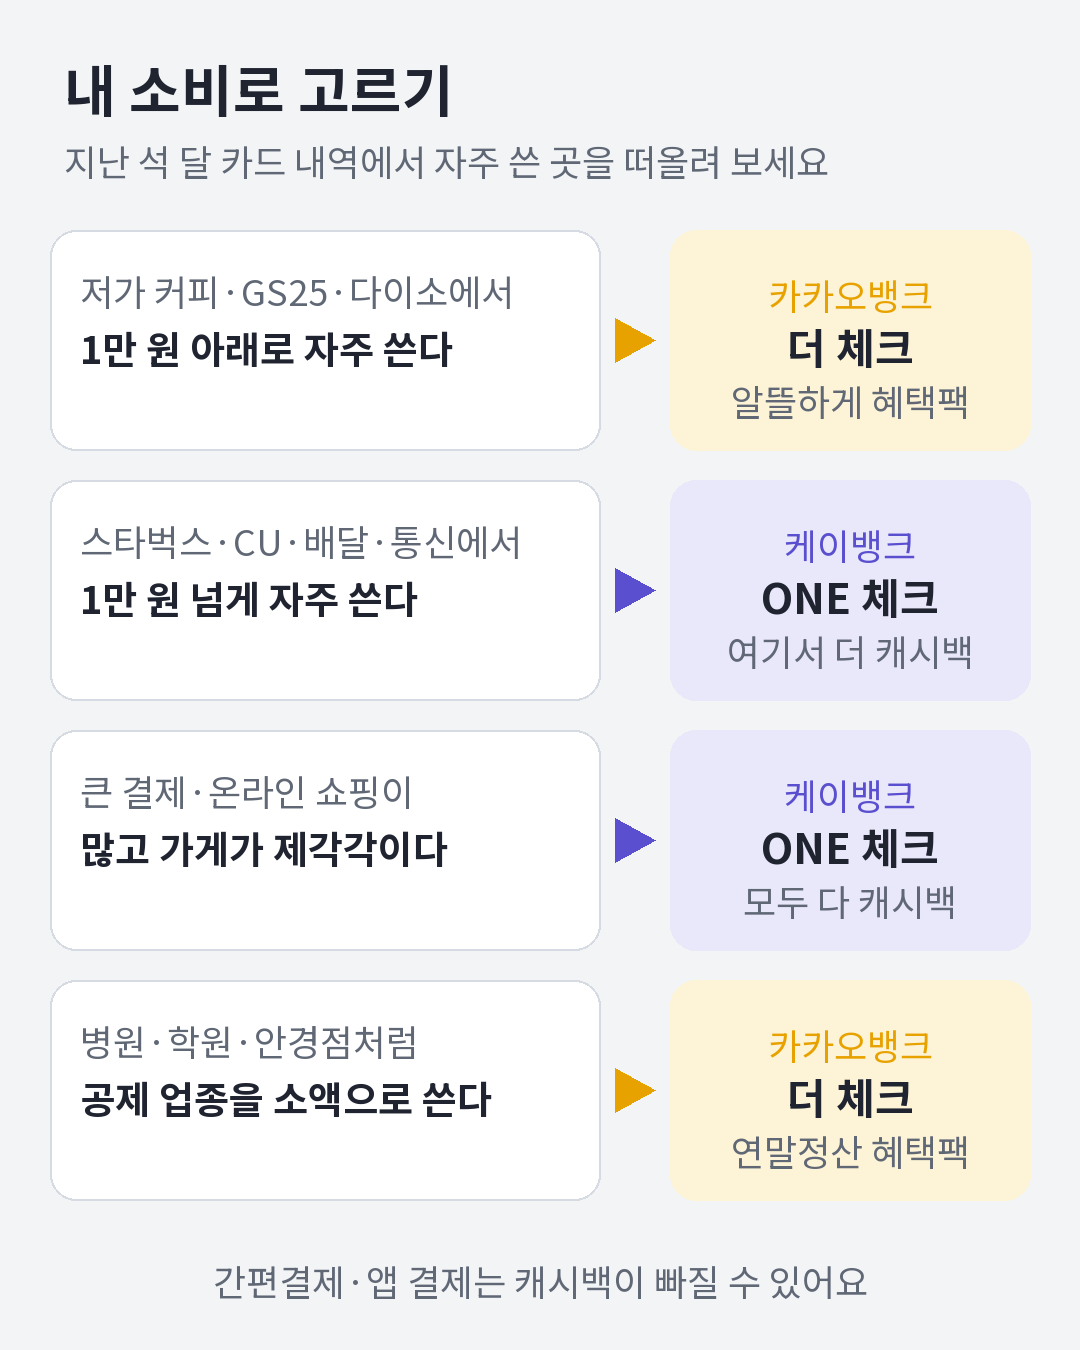 내 소비로 고르기
지난 석 달 카드 내역에서 자주 쓴 곳을 떠올려 보세요
저가 커피·GS25·다이소에서
1만 원 아래로 자주 쓴다
카카오뱅크
더 체크
알뜰하게 혜택팩
스타벅스·CU·배달·통신에서
1만 원 넘게 자주 쓴다
케이뱅크
ONE 체크
여기서 더 캐시백
큰 결제·온라인 쇼핑이
많고 가게가 제각각이다
케이뱅크
ONE 체크
모두 다 캐시백
병원·학원·안경점처럼
공제 업종을 소액으로 쓴다
카카오뱅크
더 체크
연말정산 혜택팩
간편결제·앱 결제는 캐시백이 빠질 수 있어요